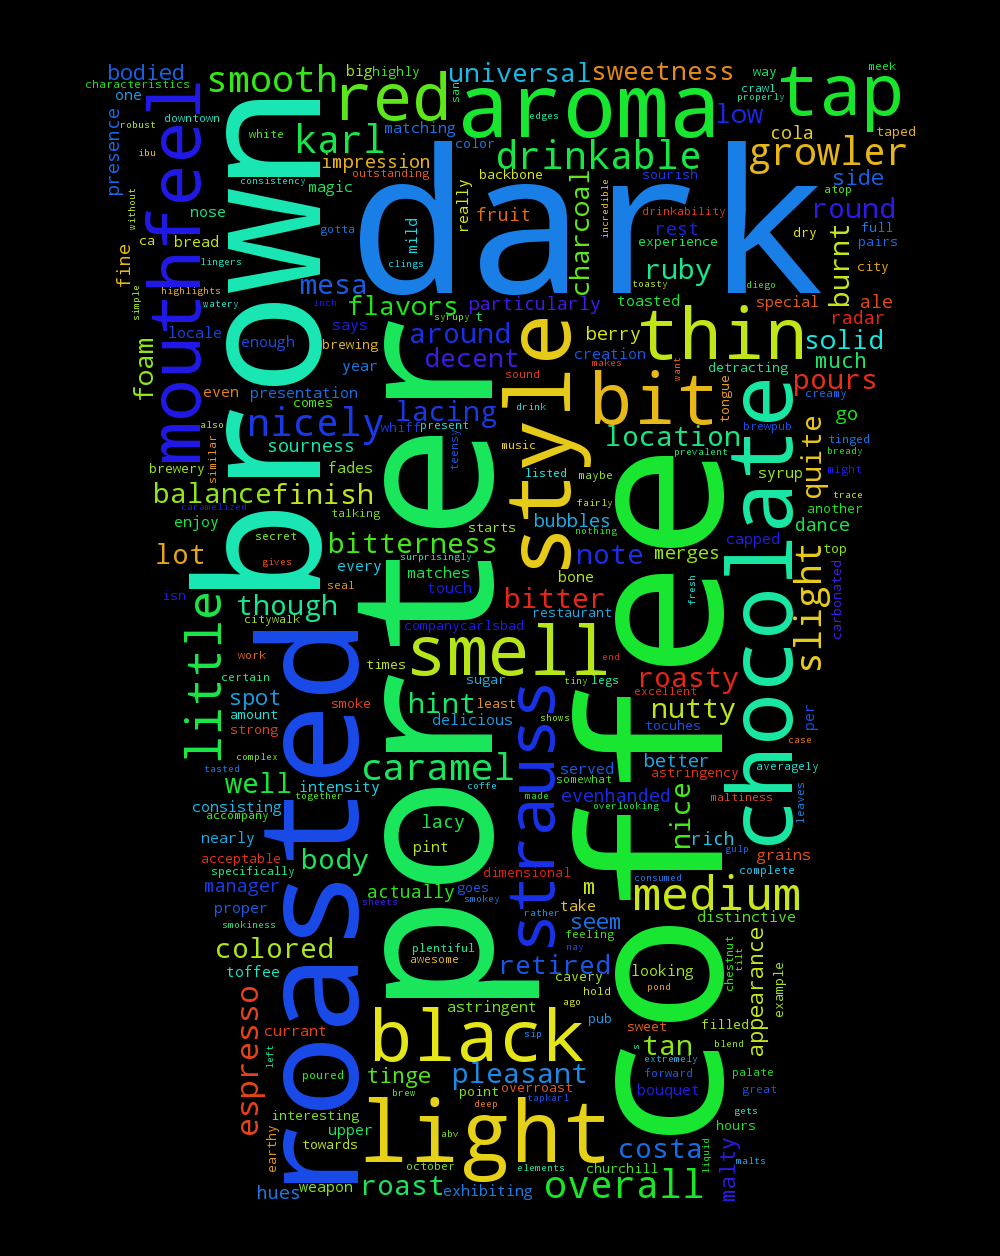 bodied
characteristics
one
robust
downtown
ibu
presence
mouthfeel
smooth
big
highly
red
karl
white
matching
universal
san
sweetness
aroma
edges
color
low
way
crawl
properly
tap
meek
cola
taped
growler
drinkable
impression
outstanding
backbone
consistency
magic
brown
dark
really
fruit
charcoal
incredible
sourish
drinkability
rest
experience
atop
side
round
full
pairs
dry
city
burnt
without
nose
ca
bread
lingers
fine
simple
highlights
watery
gotta
mild
clings
mesa
inch
flavors
syrupy
t
particularly
ruby
toasted
toasty
diego
special
ale
radar
solid
much
locale
enough
says
brewing
year
around
decent
style
sound
berry
creation
makes
thin
want
detracting
pours
creamy
foam
even
presentation
comes
bit
tongue
brewpub
go
also
similar
nicely
sourness
whiff
lacing
present
teensy
drink
music
location
prevalent
tinged
bready
quite
brewery
fades
listed
maybe
syrup
might
trace
balance
finish
caramelized
talking
fairly
another
enjoy
secret
bitterness
starts
bubbles
nothing
capped
dance
lot
gives
every
surprisingly
matches
note
merges
top
isn
seal
touch
bone
bitter
fresh
chocolate
slight
carbonated
though
citywalk
companycarlsbad
restaurant
little
work
times
smell
end
certain
smoke
sugar
tiny
legs
roasty
excellent
spot
amount
strong
hint
least
delicious
shows
nutty
tocuhes
per
case
complex
tasted
caramel
porter
strauss
served
somewhat
better
astringency
averagely
well
together
intensity
coffe
made
evenhanded
overlooking
maltiness
leaves
consisting
accompany
lacy
nice
nearly
pint
rich
gulp
grains
acceptable
specifically
body
dimensional
consumed
complete
manager
actually
goes
smokey
m
medium
proper
sheets
take
rather
seem
distinctive
smokiness
roasted
feeling
colored
plentiful
awesome
nay
retired
looking
toffee
cavery
pond
chestnut
tilt
appearance
example
hold
ago
coffee
espresso
currant
astringent
pub
sweet
filled
left
black
sip
s
tan
blend
poured
tinge
pleasant
extremely
forward
palate
brew
point
overroast
tapkarl
bouquet
great
deep
interesting
gets
upper
light
hours
earthy
towards
abv
costa
october
elements
churchill
liquid
malty
malts
hues
weapon
roast
exhibiting
overall